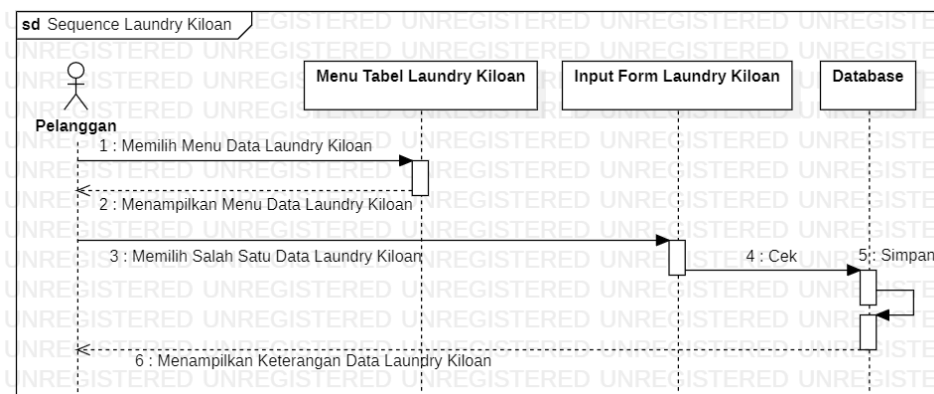 sd Sequence Laundry Kiloan
Menu Tabel Laundry Kiloan
Input Form Laundry Kiloan
Database
Pelanggan
1 : Memilih Menu Data Laundry Kiloan
2 : Menampilkan Menu Data Laundry Kiloan
3 : Memilih Salah Satu Data Laundry Kiloan
4 : Cek
5 : Simpan
6 : Menampilkan Keterangan Data Laundry Kiloan
UNREGISTERED